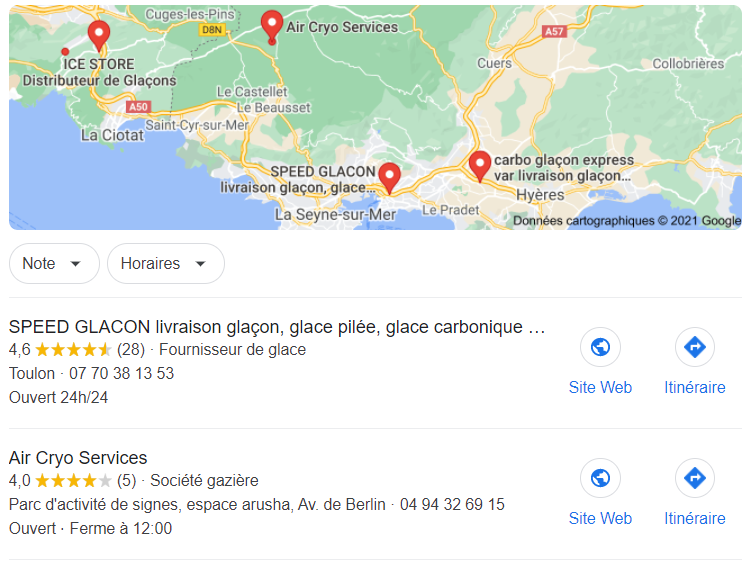 Cuges-les-Pins
D8N
Air Cryo Services
A57
ICE STORE
Distributeur de Glaçons
Cuers
Collobrières
Le Castellet
Le Beausset
A50
Saint-Cyr-sur-Mer
La Ciotat
SPEED GLACON
livraison glaçon, glace...
carbo glaçon express
var livraison glaçon...
Hyères
La Seyne-sur-Mer
Le Pradet
Données cartographiques © 2021 Google
Note
Horaires
SPEED GLACON livraison glaçon, glace pilée, glace carbonique …
4,6 (28) · Fournisseur de glace
Toulon · 07 70 38 13 53
Ouvert 24h/24
Site Web
Itinéraire
Air Cryo Services
4,0 (5) · Société gazière
Parc d'activité de signes, espace arusha, Av. de Berlin · 04 94 32 69 15
Ouvert · Ferme à 12:00
Site Web
Itinéraire